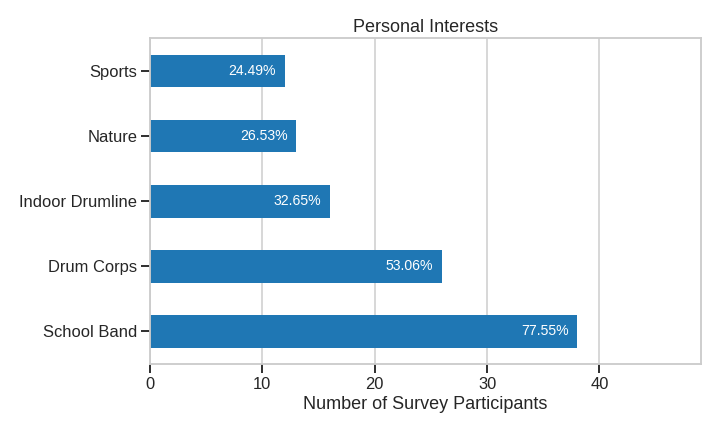 Personal Interests
Sports
24.49%
Nature
26.53%
Indoor Drumline
32.65%
Drum Corps
53.06%
School Band
77.55%
0 10 20 30 40
Number of Survey Participants